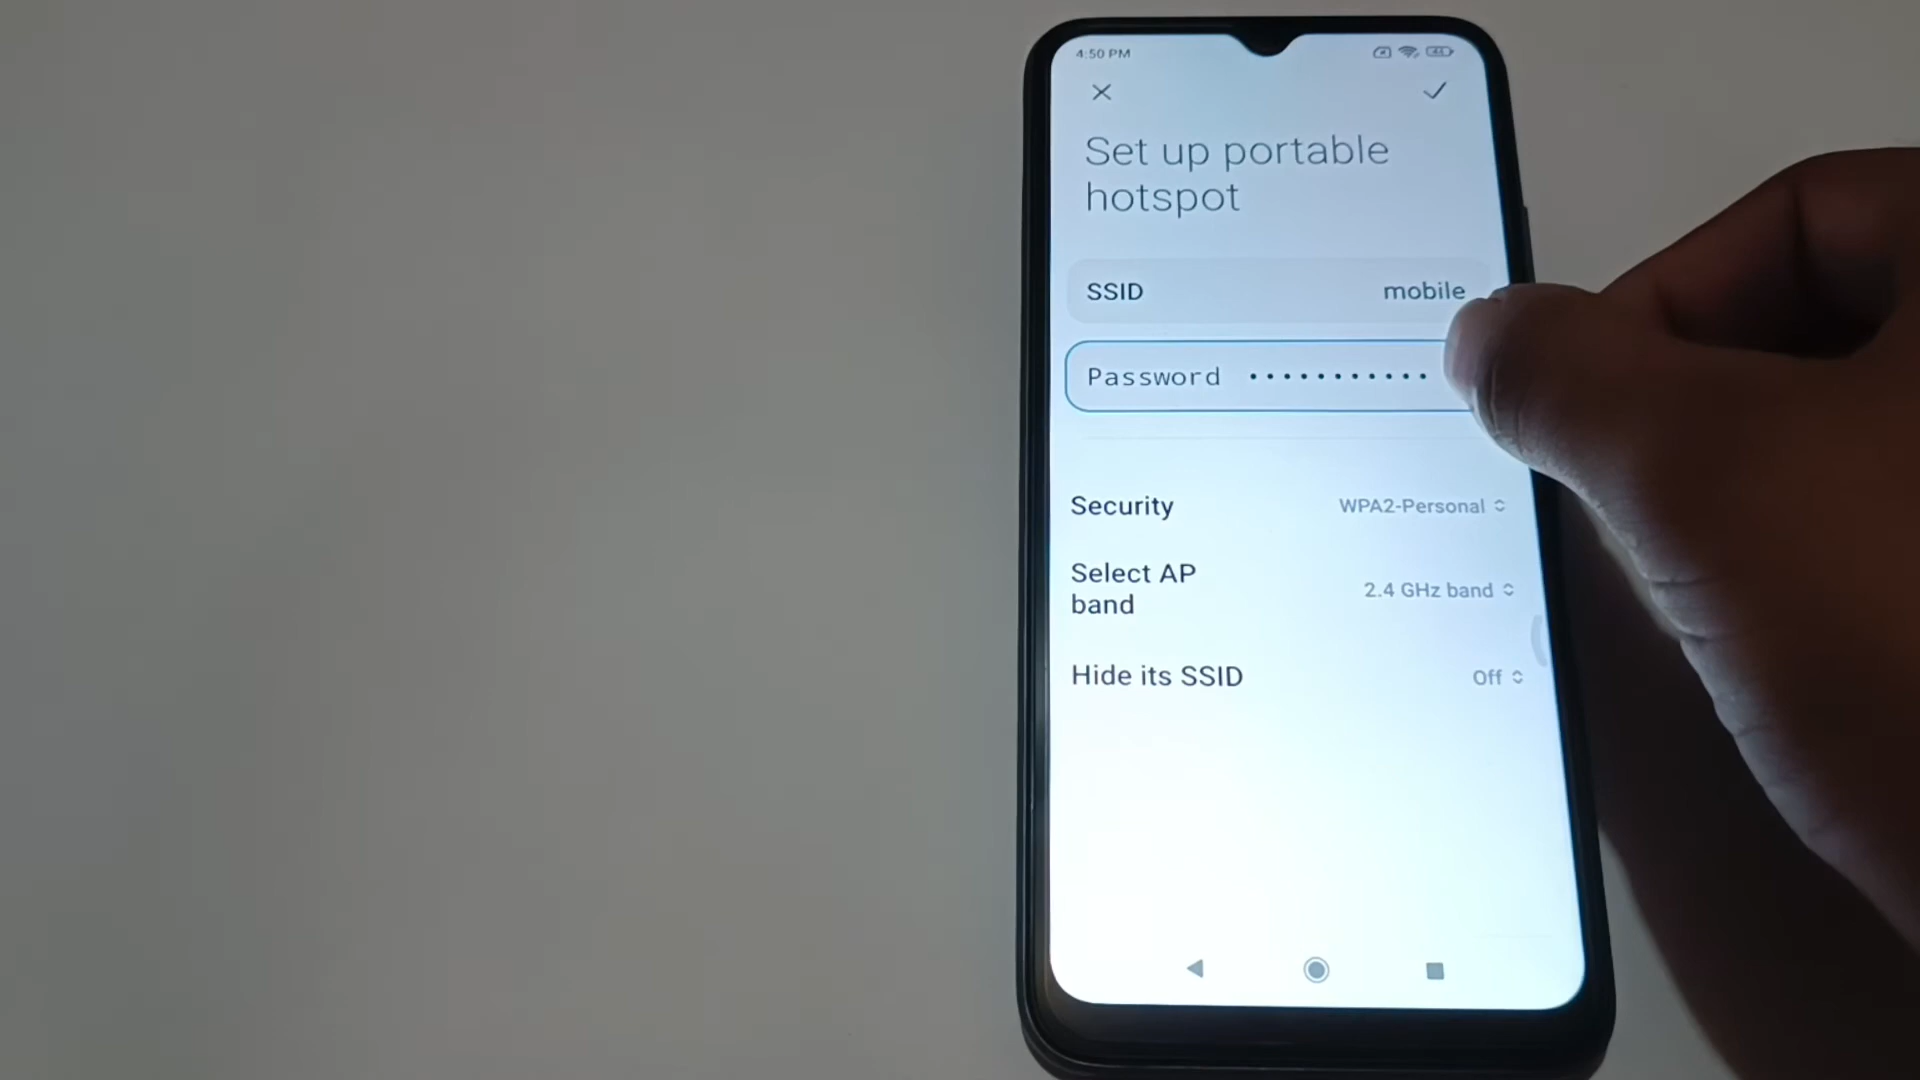 4:50 PM
Set up portable
hotspot
SSID mobile
Password •••••••••••
Security WPA2-Personal
Select AP
band
2.4 GHz band
Hide its SSID Off